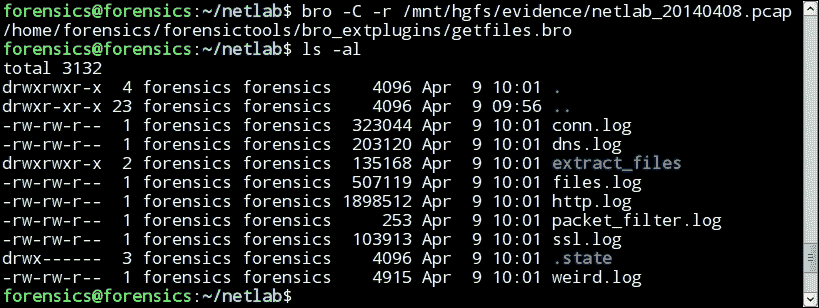 forensics@forensics:~/netlab$ bro -C -r /mnt/hgfs/evidence/netlab_20140408.pcap
/home/forensics/forensictools/bro_extplugins/getfiles.bro
forensics@forensics:~/netlab$ ls -al
total 3132
drwxrwxr-x  4 forensics forensics    4096 Apr  9 10:01 .
drwxr-xr-x 23 forensics forensics    4096 Apr  9 09:56 ..
-rw-rw-r--  1 forensics forensics  323044 Apr  9 10:01 conn.log
-rw-rw-r--  1 forensics forensics  203120 Apr  9 10:01 dns.log
drwxrwxr-x  2 forensics forensics  135168 Apr  9 10:01 extract_files
-rw-rw-r--  1 forensics forensics  507119 Apr  9 10:01 files.log
-rw-rw-r--  1 forensics forensics 1898512 Apr  9 10:01 http.log
-rw-rw-r--  1 forensics forensics     253 Apr  9 10:01 packet_filter.log
-rw-rw-r--  1 forensics forensics  103913 Apr  9 10:01 ssl.log
drwx------  3 forensics forensics    4096 Apr  9 10:01 .state
-rw-rw-r--  1 forensics forensics    4915 Apr  9 10:01 weird.log
forensics@forensics:~/netlab$